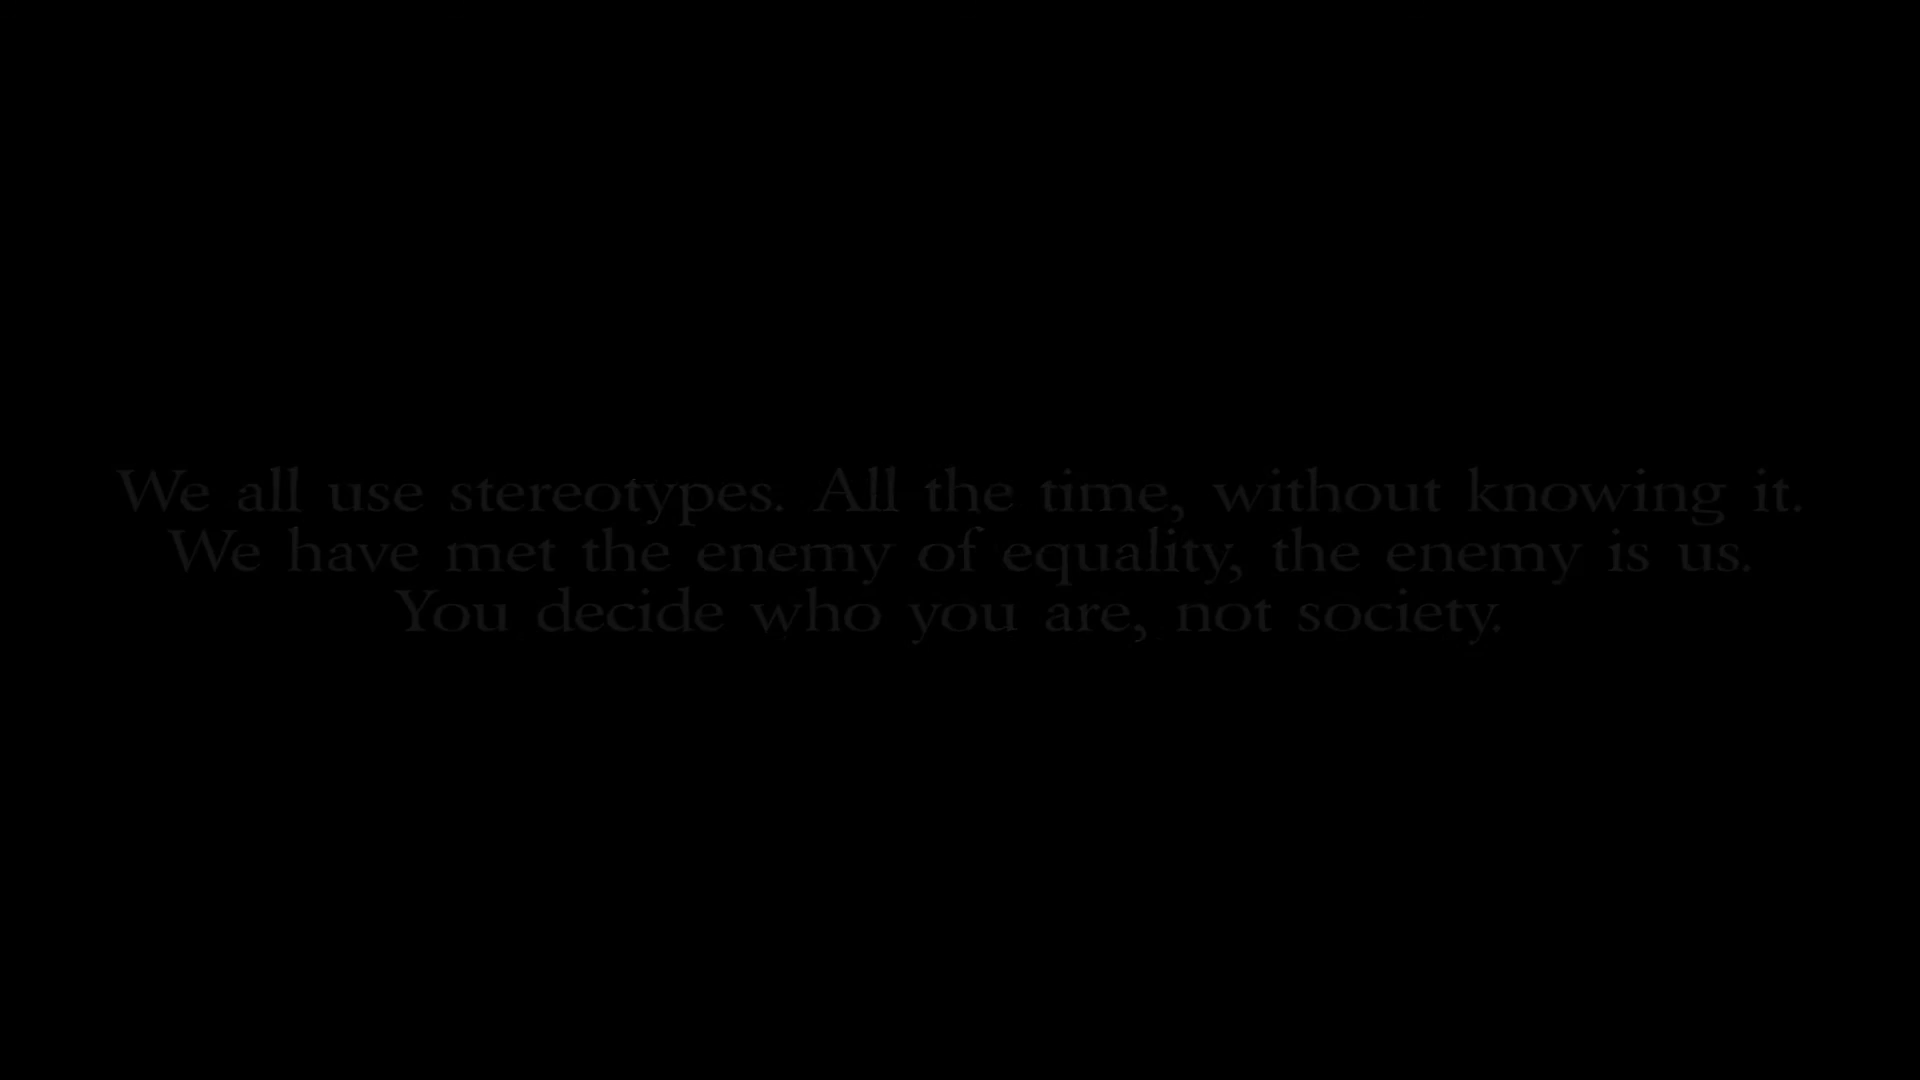 We all use stereotypes. All the time, without knowing it.
We have met the enemy of equality, the enemy is us.
You decide who you are, not society.